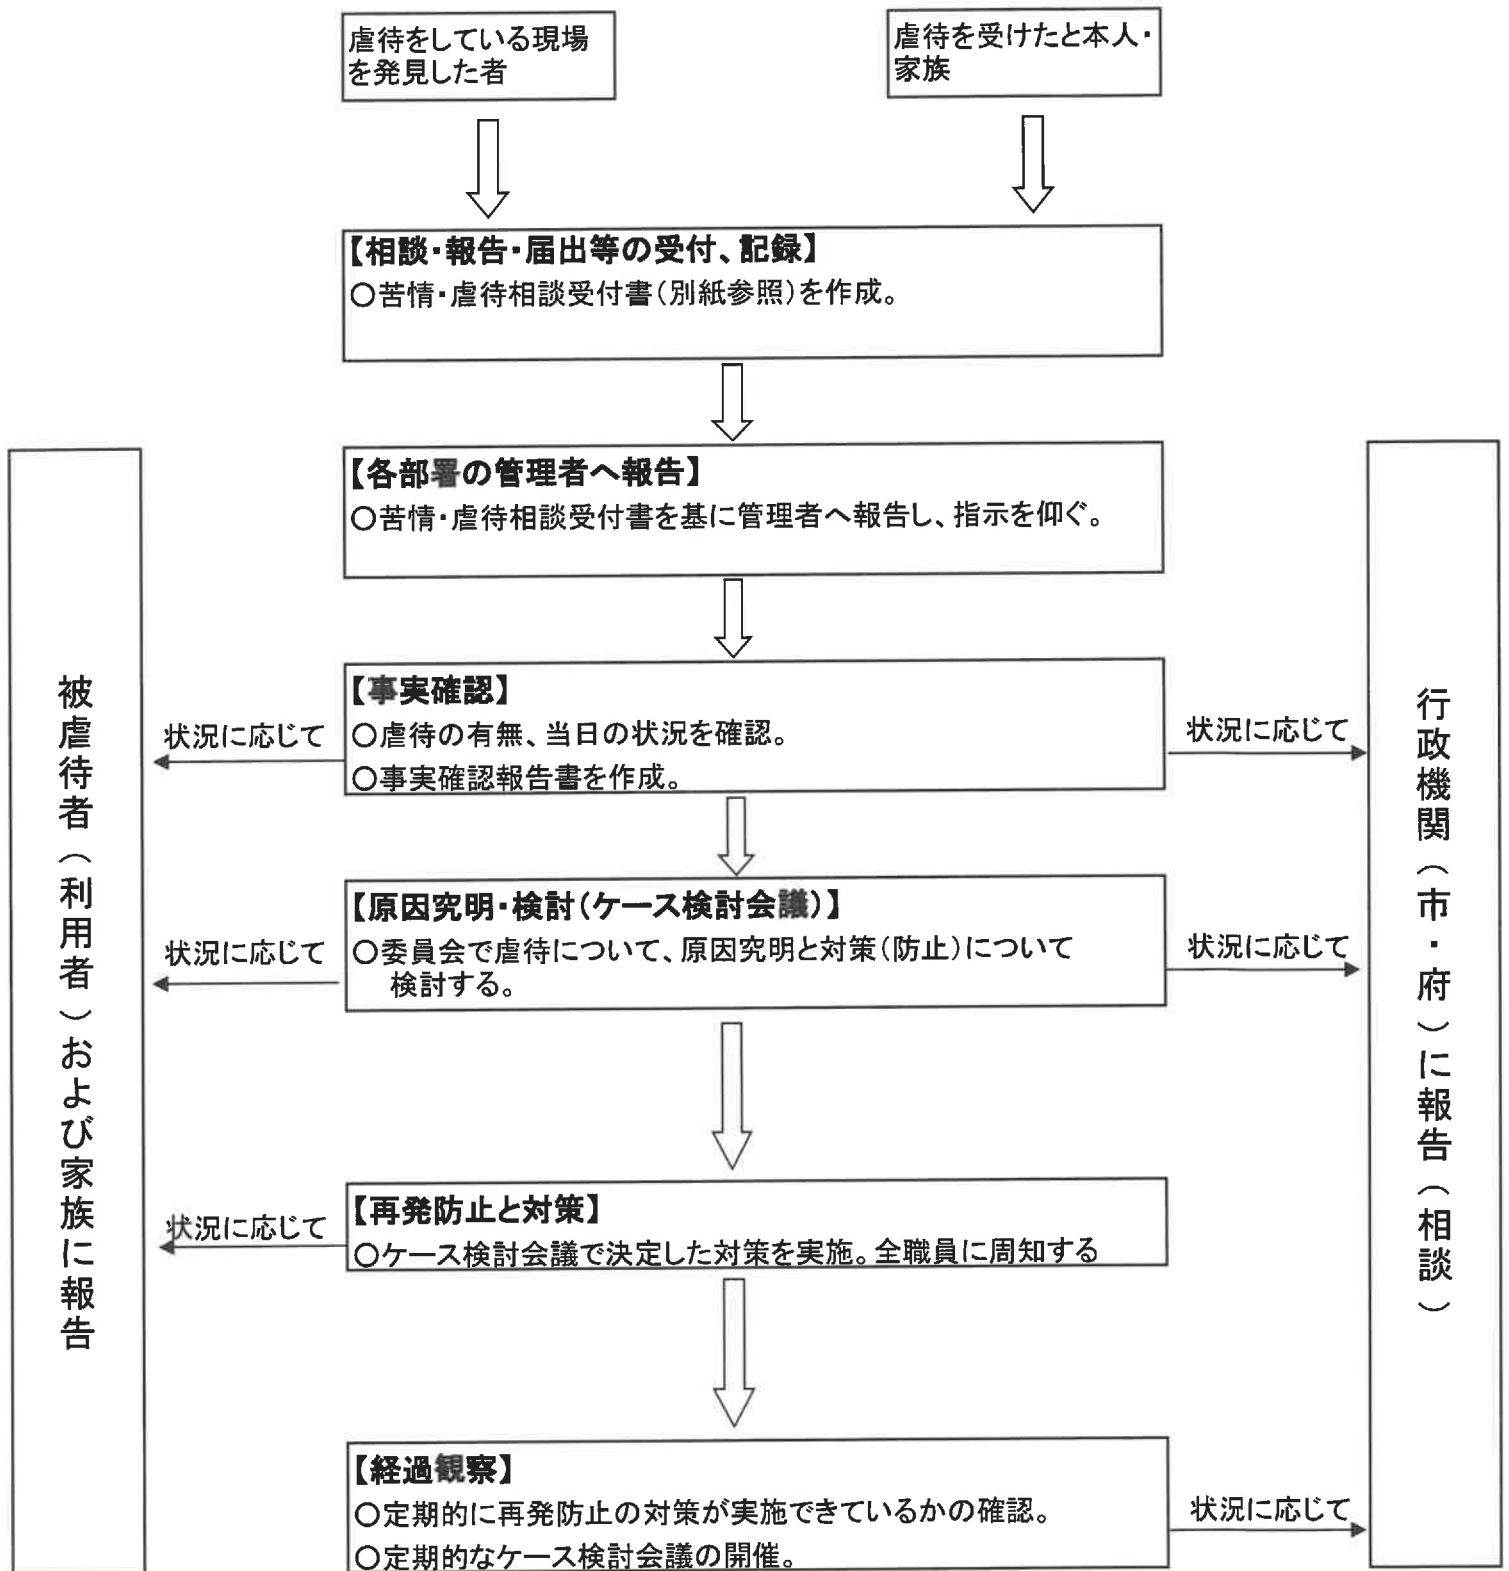 虐待をしている現場
を発見した者
虐待を受けたと本人・
家族
【相談・報告・届出等の受付、記録】
○苦情・虐待相談受付書(別紙参照)を作成。
【各部署の管理者へ報告】
○苦情・虐待相談受付書を基に管理者へ報告し、指示を仰ぐ。
【事実確認】
○虐待の有無、当日の状況を確認。
○事実確認報告書を作成。
状況に応じて
状況に応じて
【原因究明・検討(ケース検討会議)】
○委員会で虐待について、原因究明と対策(防止)について
検討する。
状況に応じて
状況に応じて
【再発防止と対策】
○ケース検討会議で決定した対策を実施。全職員に周知する
状況に応じて
【経過観察】
○定期的に再発防止の対策が実施できているかの確認。
○定期的なケース検討会議の開催。
状況に応じて
被虐待者(利用者)および家族に報告
行政機関(市・府)に報告(相談)